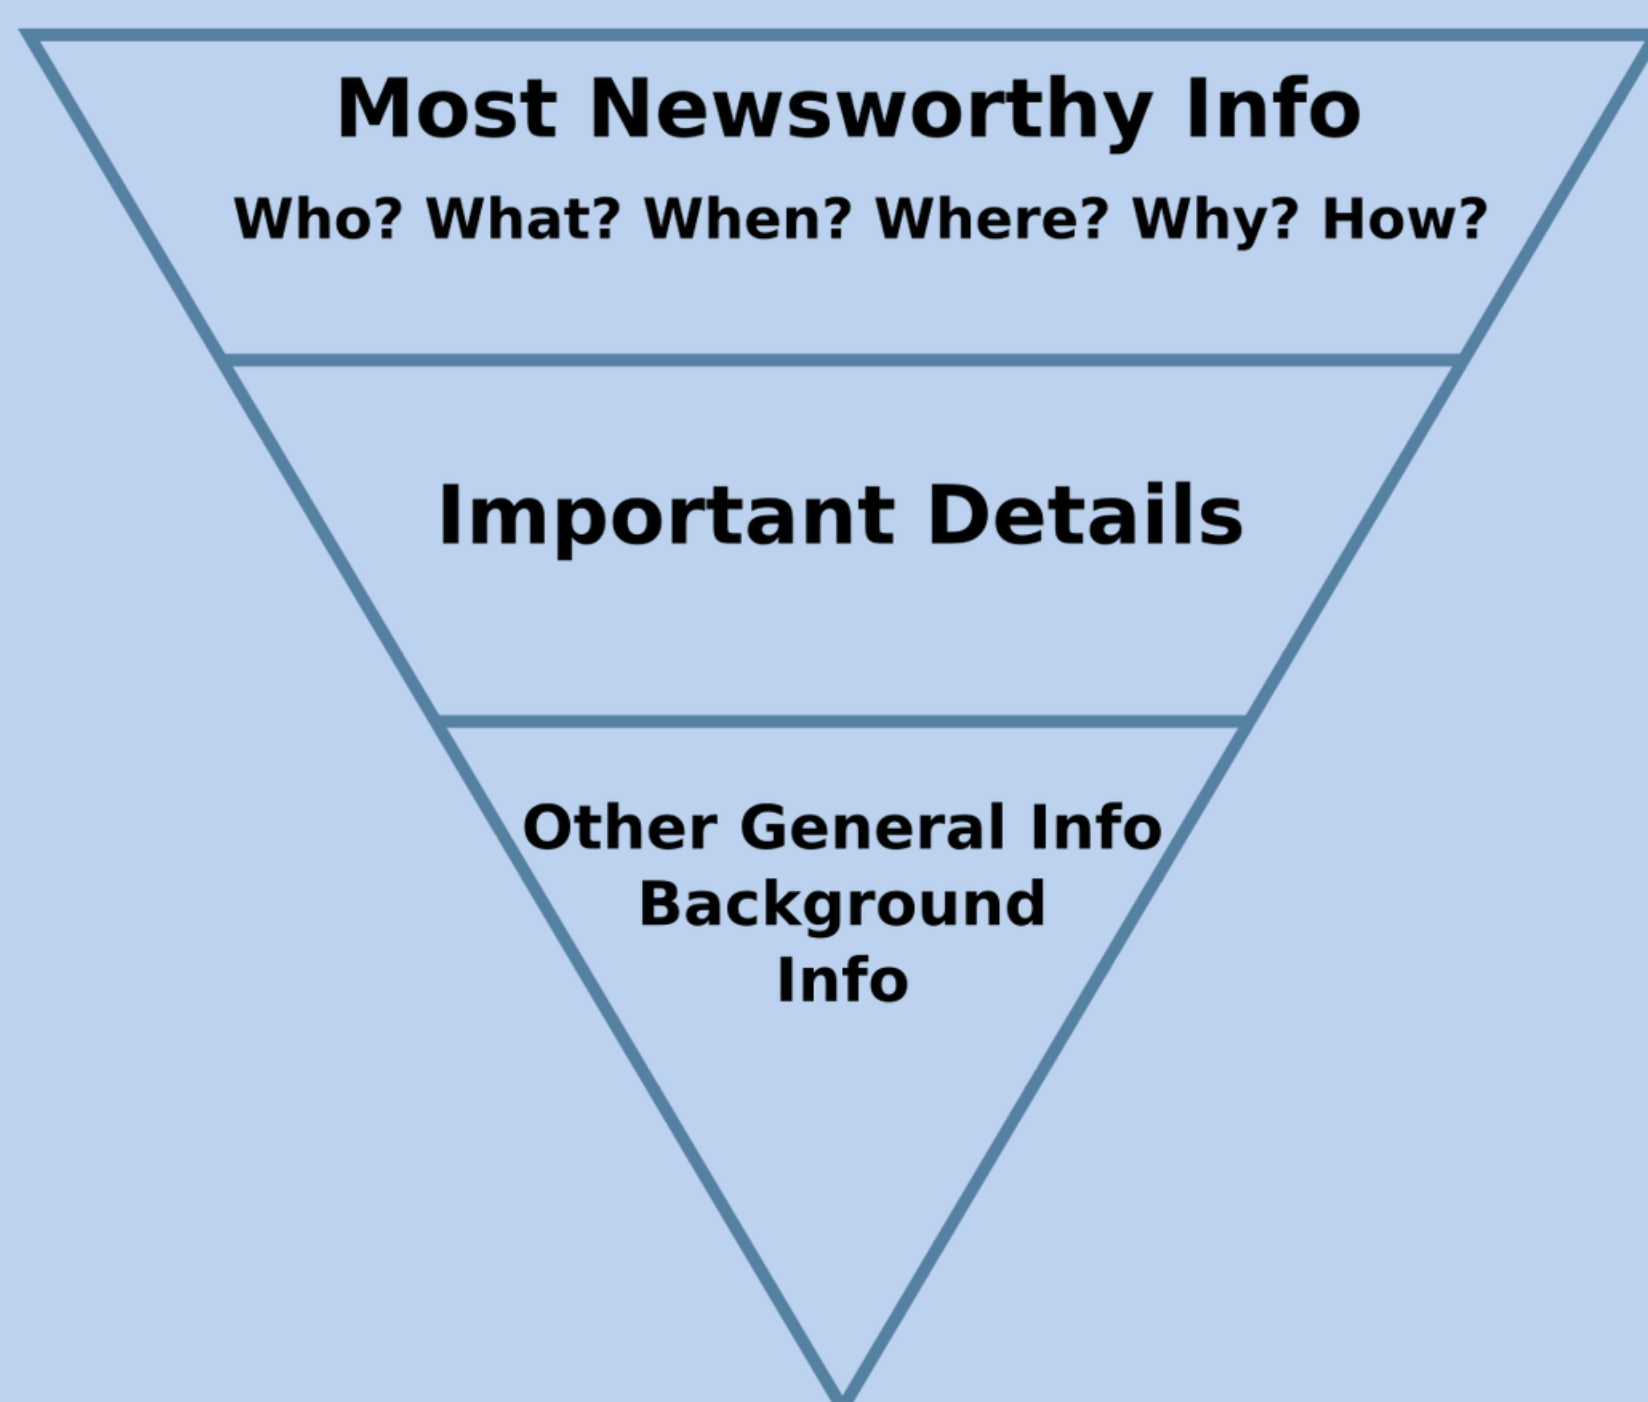 Most Newsworthy Info
Who? What? When? Where? Why? How?
Important Details
Other General Info
Background
Info